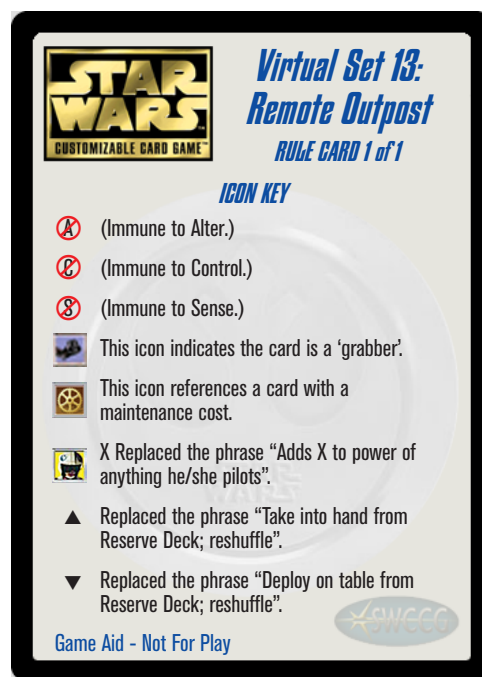 STAR
WARS
CUSTOMIZABLE CARD GAME™
Virtual Set 13:
Remote Outpost
RULE CARD 1 of 1
ICON KEY
A (Immune to Alter.)
C (Immune to Control.)
S (Immune to Sense.)
This icon indicates the card is a ‘grabber’.
This icon references a card with a
maintenance cost.
X Replaced the phrase “Adds X to power of
anything he/she pilots”.
▲ Replaced the phrase “Take into hand from
Reserve Deck; reshuffle”.
▼ Replaced the phrase “Deploy on table from
Reserve Deck; reshuffle”.
STAR
WARS
SWCCG
Game Aid - Not For Play